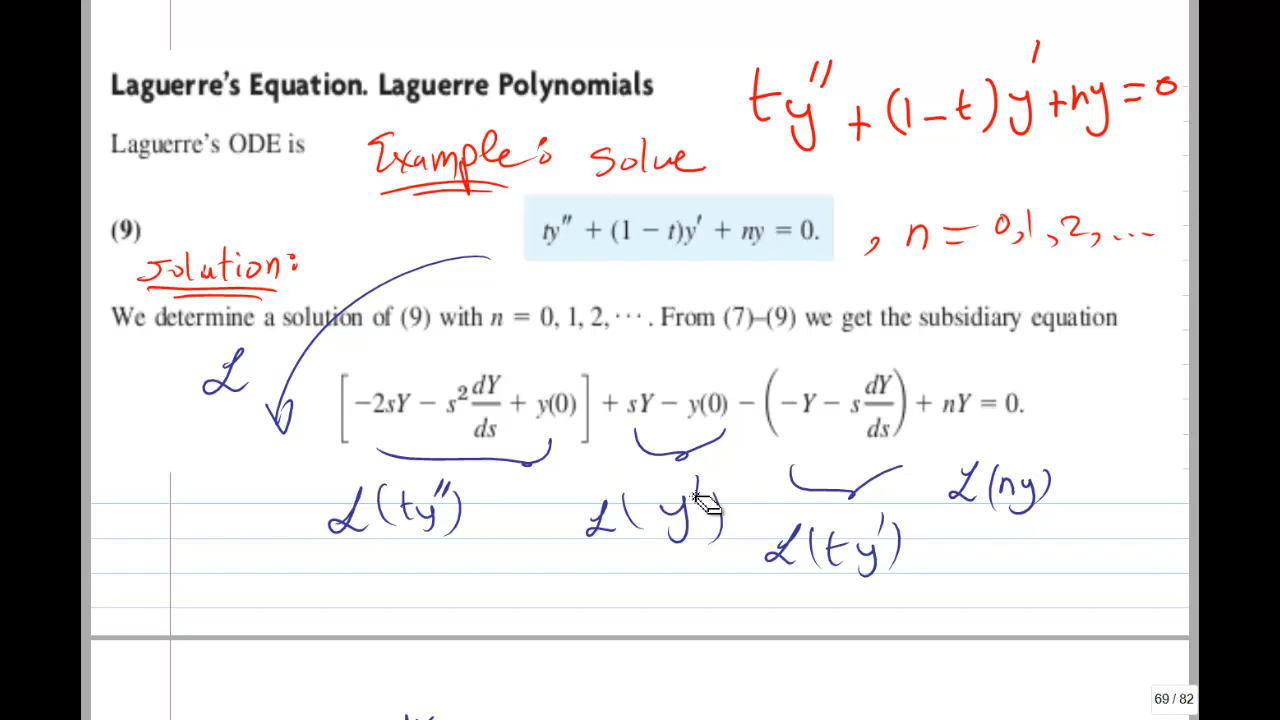 Laguerre's Equation. Laguerre Polynomials
ty'' + (1-t)y' + ny = 0
Laguerre's ODE is
Example: solve
(9)
ty″ + (1 − t)y′ + ny = 0.
, n = 0,1,2,...
Solution:
We determine a solution of (9) with n = 0, 1, 2, ⋯. From (7)–(9) we get the subsidiary equation
ℒ
[−2sY − s² dY/ds + y(0)] + sY − y(0) − (−Y − s dY/ds) + nY = 0.
ℒ(ty'') ℒ(y') ℒ(ty') ℒ(ny)
69 / 82